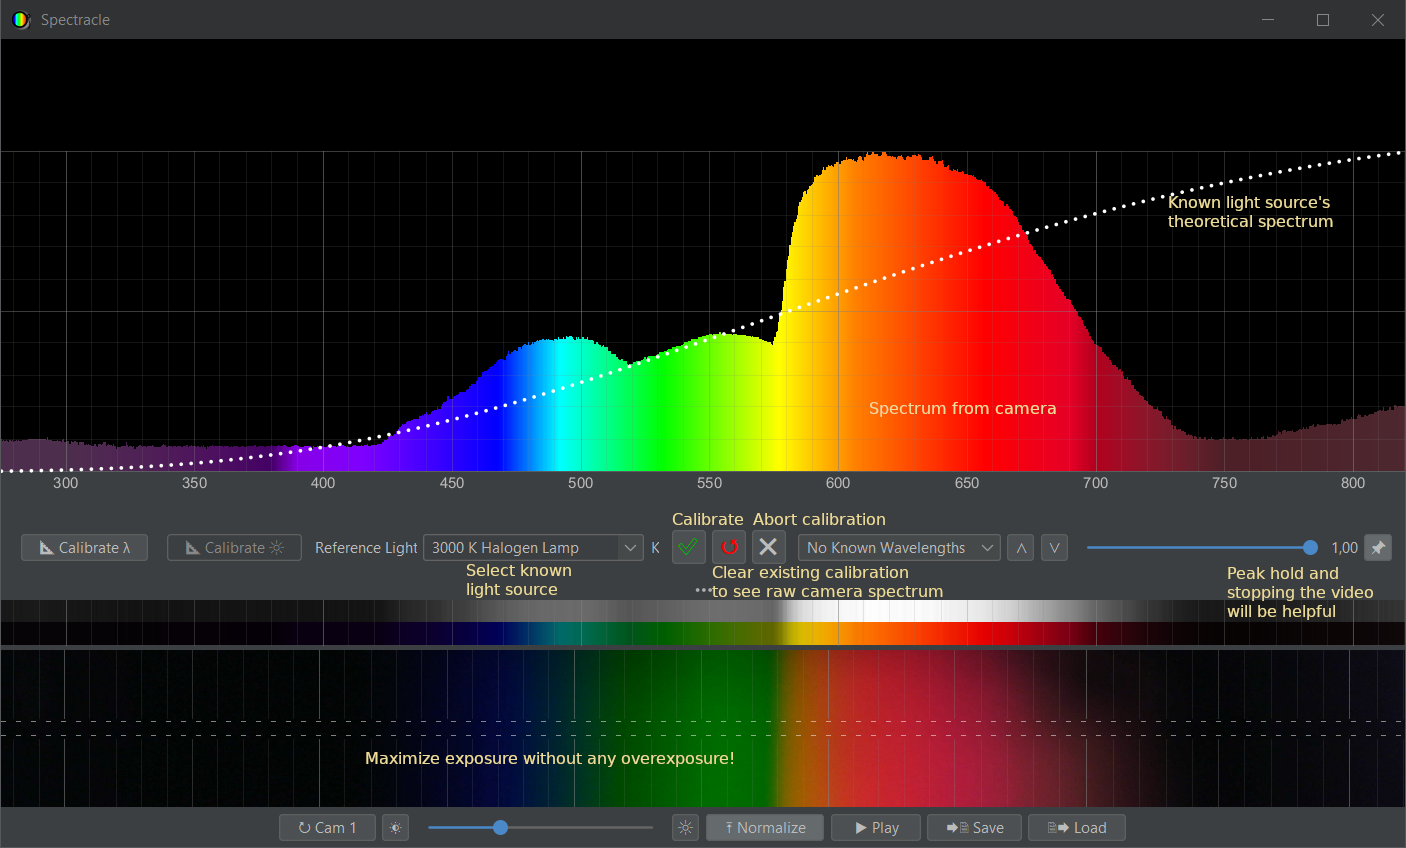 Spectracle
Known light source's
theoretical spectrum
Spectrum from camera
300 350 400 450 500 550 600 650 700 750 800
Calibrate Abort calibration
Calibrate λ Calibrate Reference Light 3000 K Halogen Lamp K No Known Wavelengths 1,00
Select known
light source
Clear existing calibration
to see raw camera spectrum
Peak hold and
stopping the video
will be helpful
Maximize exposure without any overexposure!
Cam 1 Normalize Play Save Load